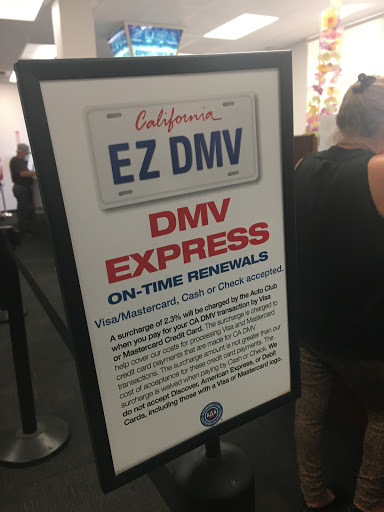 California
EZ DMV
DMV
EXPRESS
ON-TIME RENEWALS
Visa/Mastercard, Cash or Check accepted.
A surcharge of 2.3% will be charged by the Auto Club
when you pay for your CA DMV transaction by Visa
or Mastercard Credit Card. The surcharge is charged to
help cover our costs for processing Visa and Mastercard
credit card payments that are made for CA DMV
transactions. The surcharge amount is not greater than our
cost of acceptance for these credit card payments. The
surcharge is waived when paying by Cash or Check. We
do not accept Discover, American Express, or Debit
Cards, including those with a Visa or Mastercard logo.